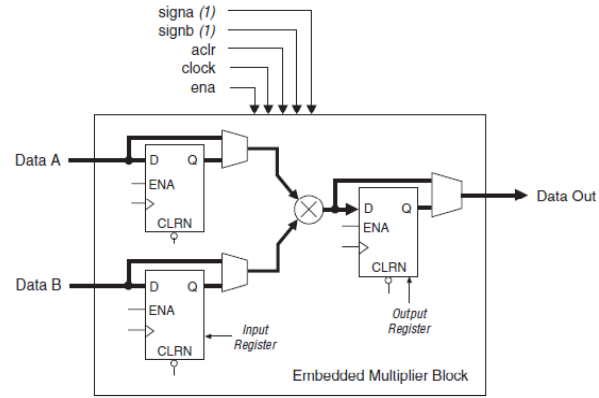 signa (1)
signb (1)
aclr
clock
ena
Data A
D Q
ENA
CLRN
Data B
D Q
ENA
CLRN
Input
Register
D Q
ENA
CLRN
Output
Register
Data Out
Embedded Multiplier Block